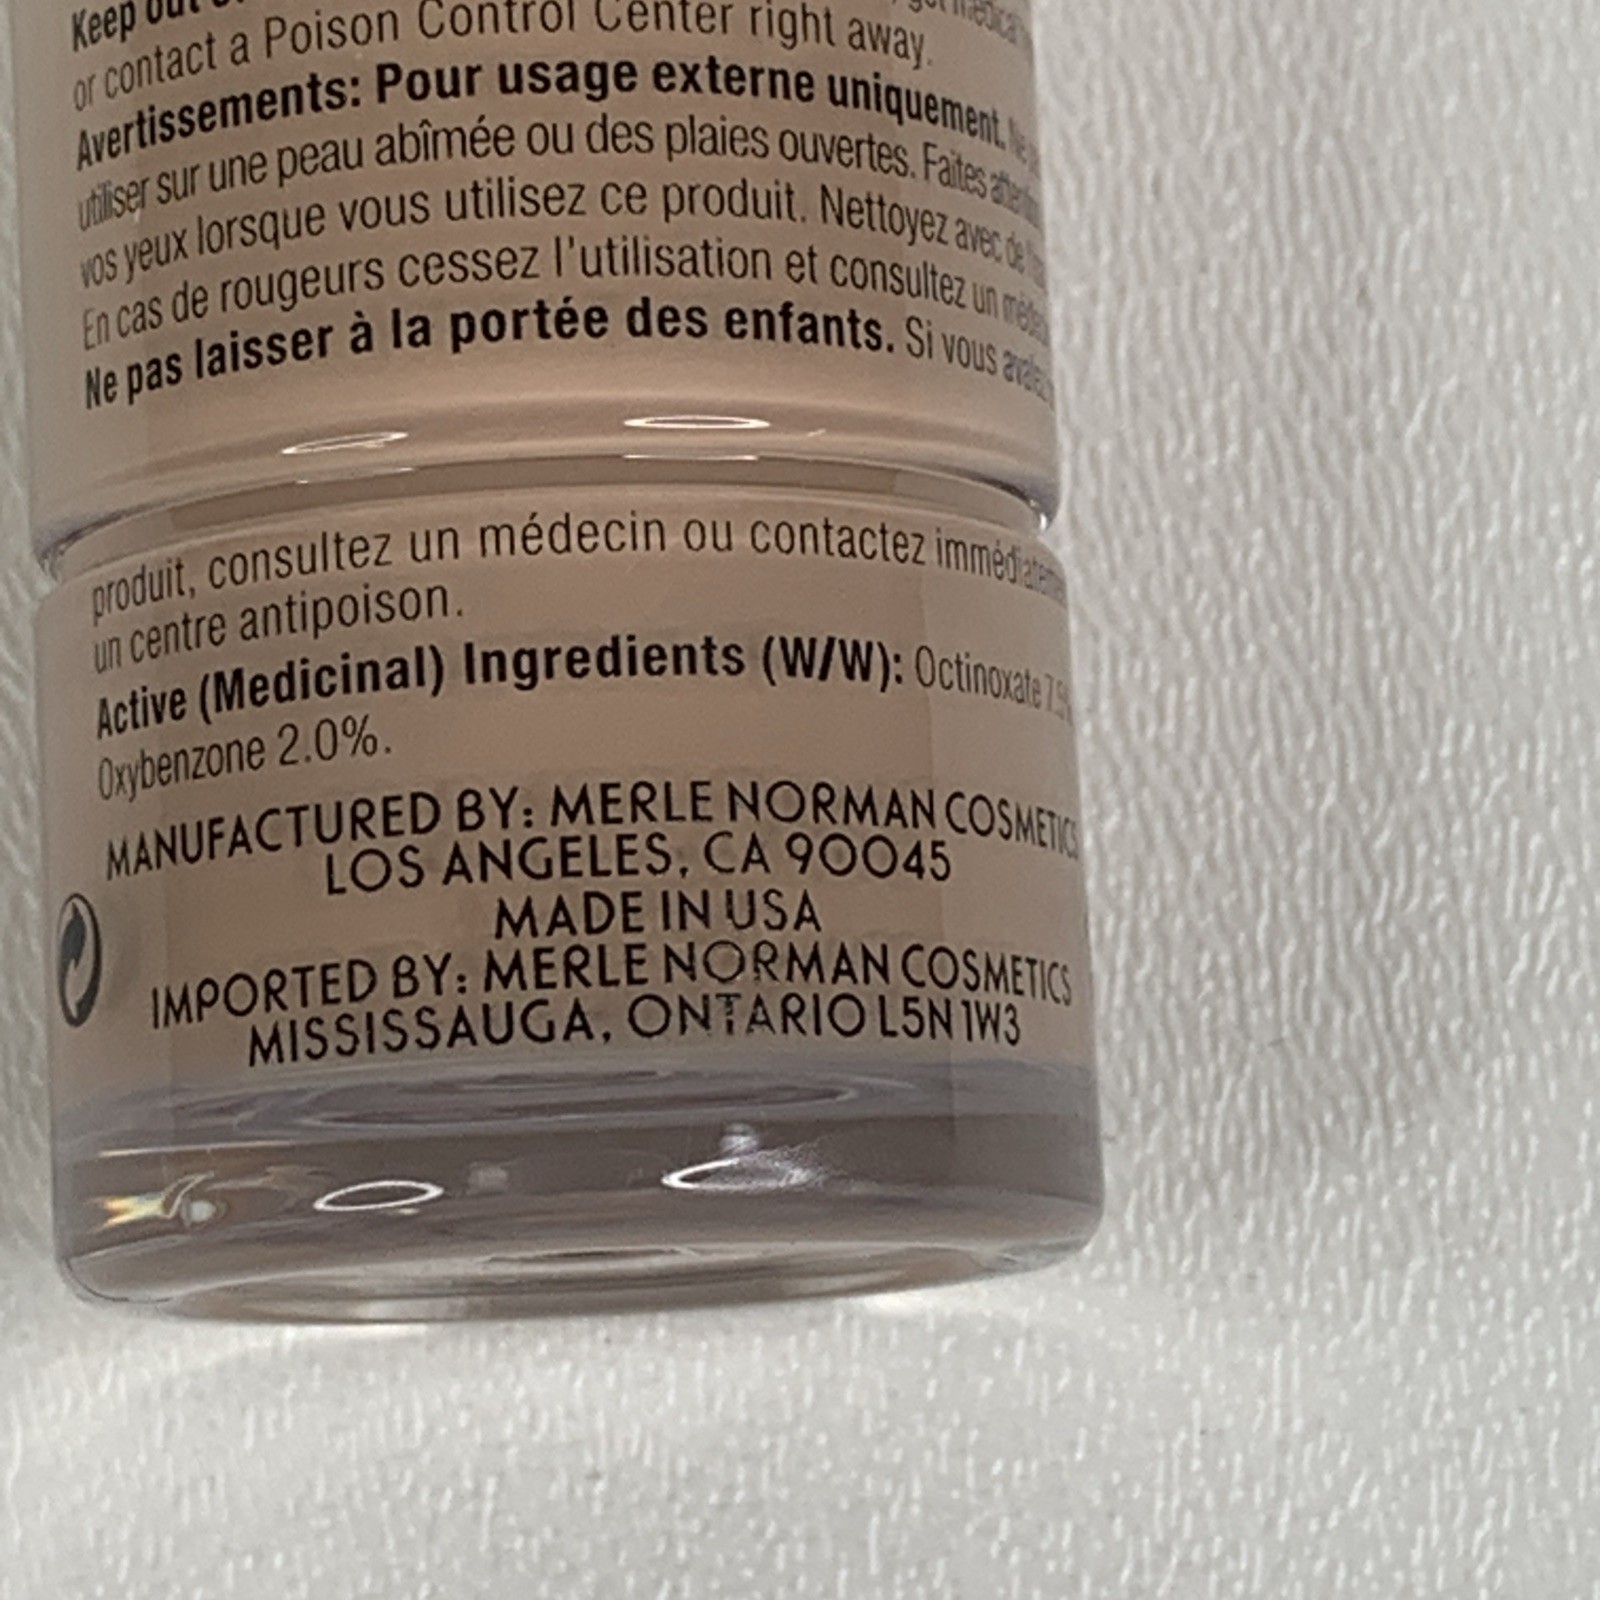 Keep out
or contact a Poison Control Center right away.
Avertissements: Pour usage externe uniquement. Ne
utiliser sur une peau abîmée ou des plaies ouvertes. Faites
vos yeux lorsque vous utilisez ce produit. Nettoyez avec de
En cas de rougeurs cessez l'utilisation et consultez un
Ne pas laisser à la portée des enfants. Si vous
produit, consultez un médecin ou contactez
un centre antipoison.
Active (Medicinal) Ingredients (W/W): Octinoxate
Oxybenzone 2.0%.
MANUFACTURED BY: MERLE NORMAN COSMETICS
LOS ANGELES, CA 90045
MADE IN USA
IMPORTED BY: MERLE NORMAN COSMETICS
MISSISSAUGA, ONTARIO L5N 1W3